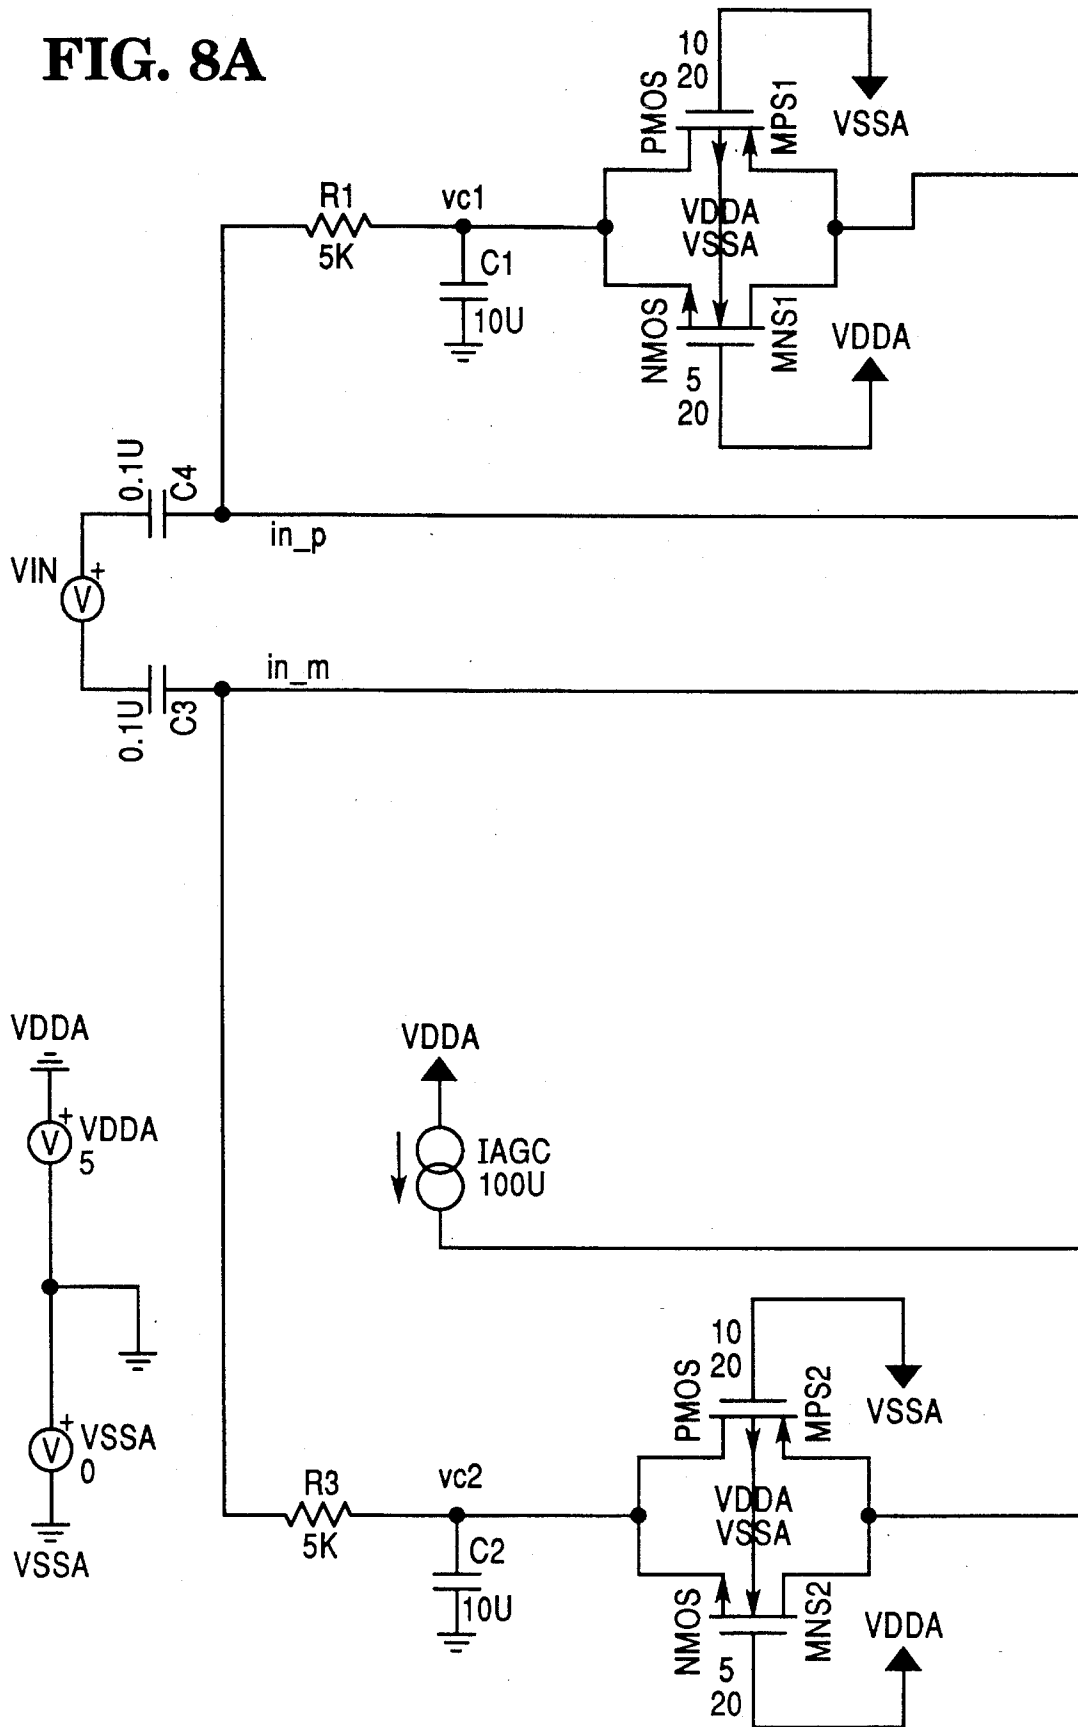 FIG. 8A
10
20
PMOS
MPS1
VSSA
R1
5K
vc1
C1
10U
VDDA
VSSA
NMOS
MNS1
5
20
VDDA
0.1U
C4
in_p
VIN
+
V
in_m
0.1U
C3
VDDA
+
V
VDDA
5
VDDA
IAGC
100U
+
V
VSSA
0
VSSA
10
20
PMOS
MPS2
VSSA
R3
5K
vc2
C2
10U
VDDA
VSSA
NMOS
MNS2
5
20
VDDA